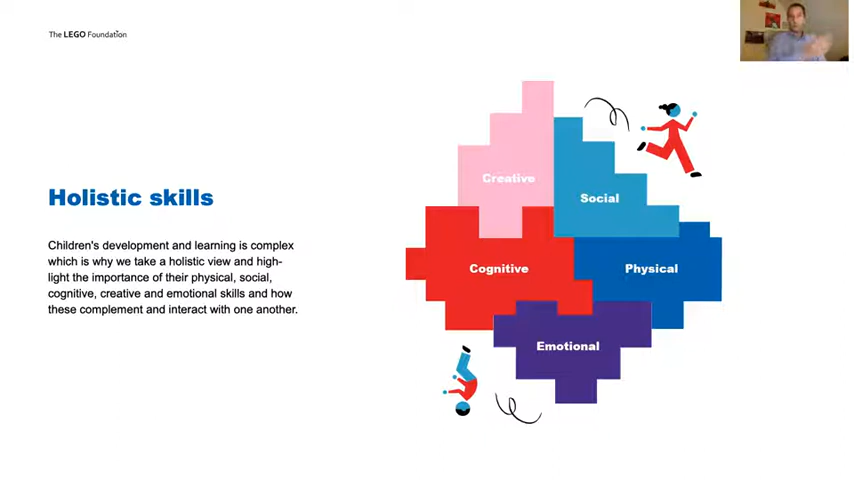 The LEGO Foundation
Holistic skills
Children's development and learning is complex
which is why we take a holistic view and high-
light the importance of their physical, social,
cognitive, creative and emotional skills and how
these complement and interact with one another.
Creative
Social
Cognitive
Physical
Emotional